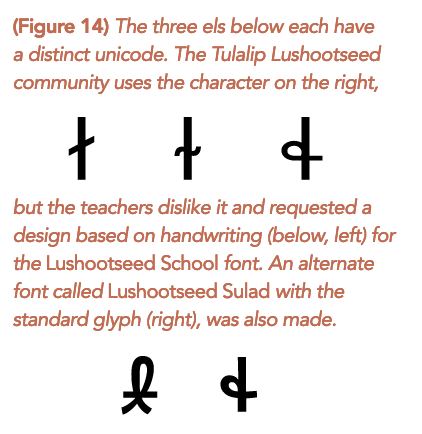 (Figure 14) The three els below each have
a distinct unicode. The Tulalip Lushootseed
community uses the character on the right,
ł ɫ ɬ
but the teachers dislike it and requested a
design based on handwriting (below, left) for
the Lushootseed School font. An alternate
font called Lushootseed Sulad with the
standard glyph (right), was also made.
ɬ ɬ